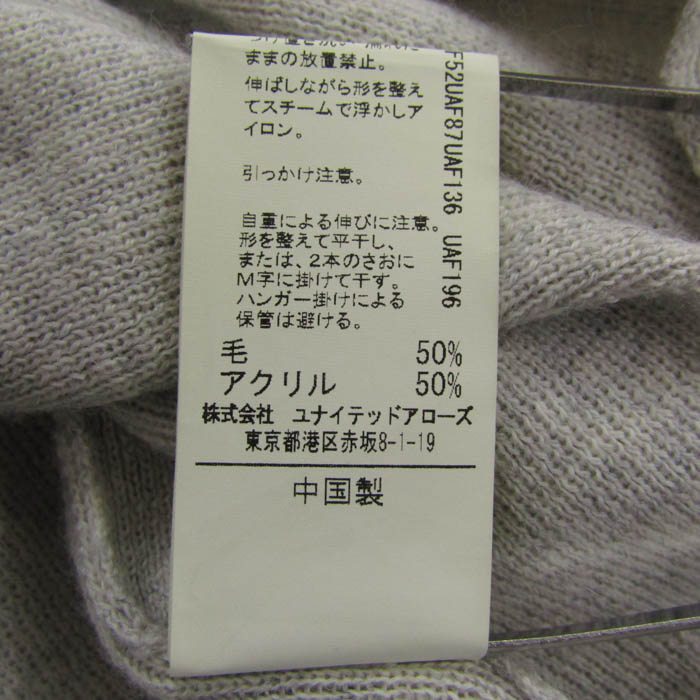 ままの放置禁止。
伸ばしながら形を整え
てスチームで浮かしア
イロン。
引っかけ注意。
自重による伸びに注意。
形を整えて平干し、
または、2本のさおに
M字に掛けて干す。
ハンガー掛けによる
保管は避ける。
毛 50%
アクリル 50%
株式会社 ユナイテッドアローズ
東京都港区赤坂8-1-19
中国製
F52UAF87UAF136 UAF196